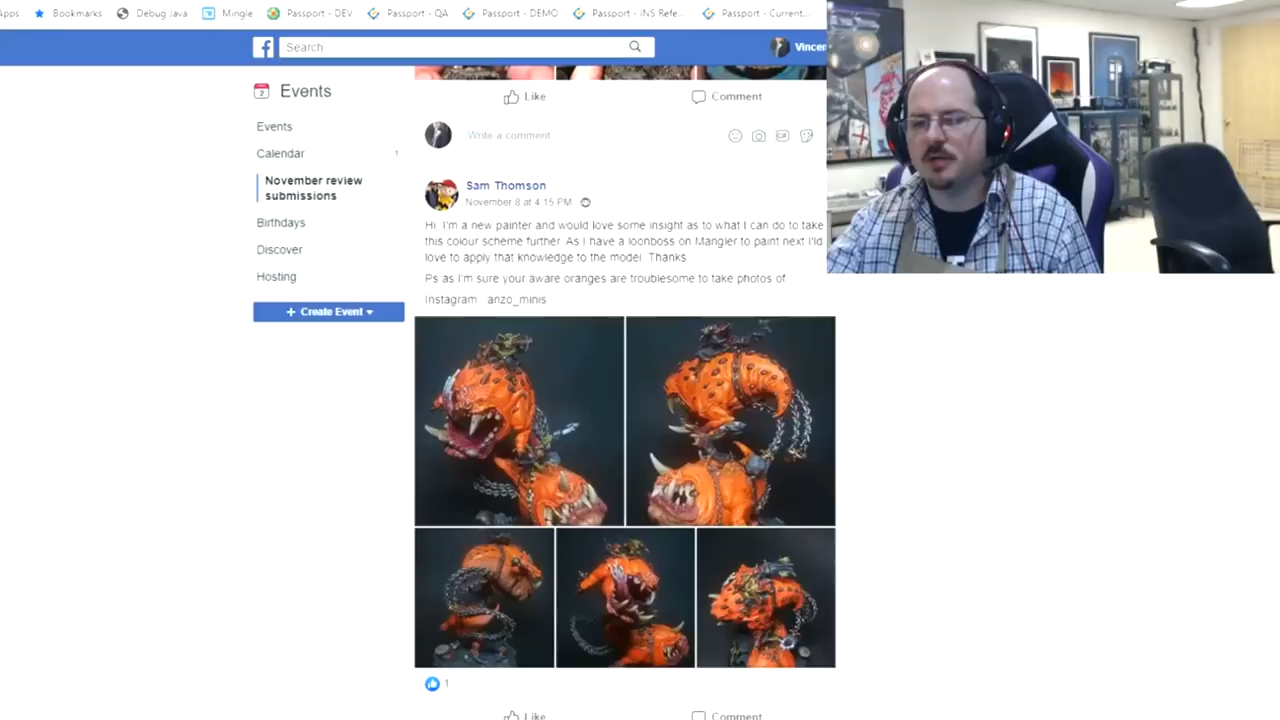 Apps Bookmarks Debug Java Mingle Passport - DEV Passport - QA Passport - DEMO Passport - INS Refe... Passport - Current,...
Search
Vincen
Events
Events
Calendar 1
November review
submissions
Birthdays
Discover
Hosting
+ Create Event
Like Comment
Write a comment
GIF
Sam Thomson
November 8 at 4:15 PM
Hi I'm a new painter and would love some insight as to what I can do to take
this colour scheme further As I have a loonboss on Mangler to paint next I'd
love to apply that knowledge to the model Thanks
Ps as I'm sure your aware oranges are troublesome to take photos of
Instagram anzo_minis
1
Like Comment